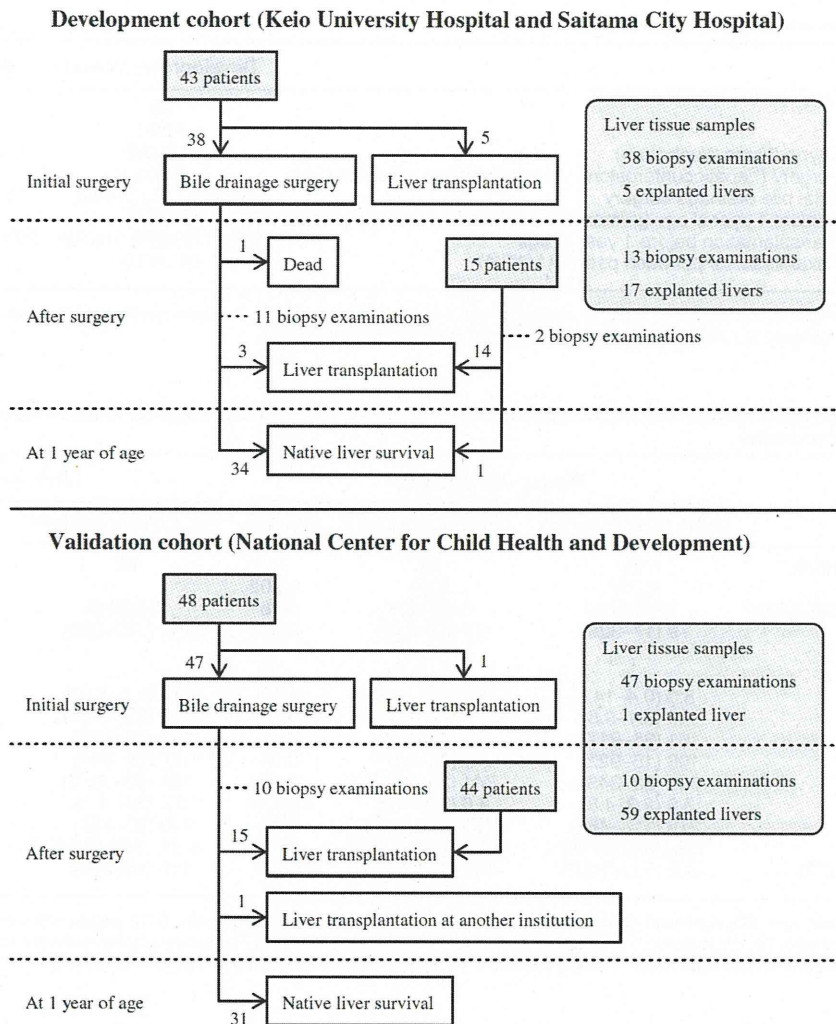 Development cohort (Keio University Hospital and Saitama City Hospital)
43 patients
38
5
Initial surgery
Bile drainage surgery
Liver transplantation
Liver tissue samples
38 biopsy examinations
5 explanted livers
1
Dead
15 patients
13 biopsy examinations
17 explanted livers
After surgery
11 biopsy examinations
2 biopsy examinations
3
Liver transplantation
14
At 1 year of age
Native liver survival
34
1
Validation cohort (National Center for Child Health and Development)
48 patients
47
1
Initial surgery
Bile drainage surgery
Liver transplantation
Liver tissue samples
47 biopsy examinations
1 explanted liver
10 biopsy examinations
44 patients
10 biopsy examinations
59 explanted livers
After surgery
15
Liver transplantation
1
Liver transplantation at another institution
At 1 year of age
Native liver survival
31